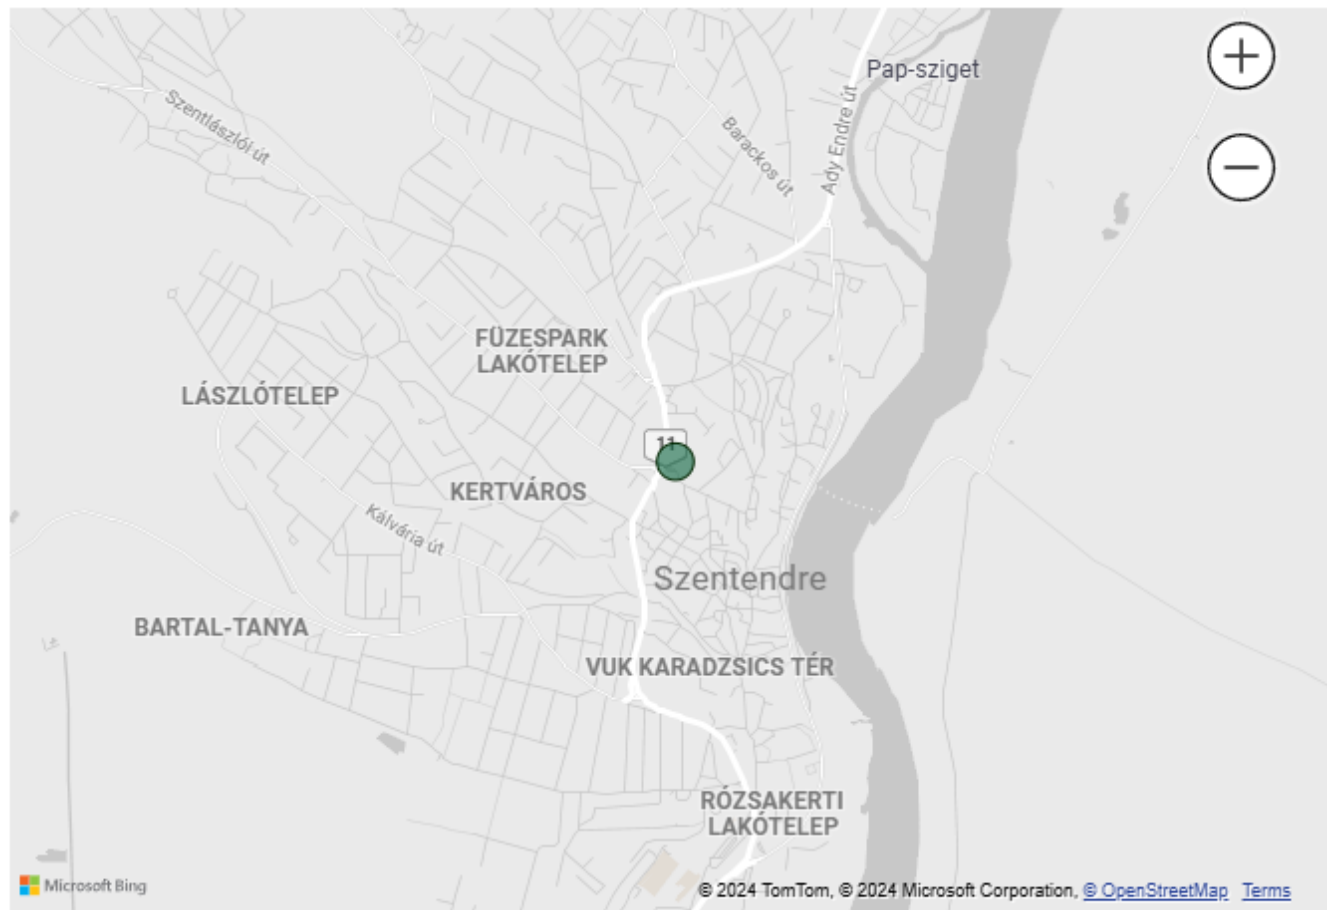 Pap-sziget
Szentlászlói út
Barackos út
Ady Endre út
FÜZESPARK
LAKÓTELEP
LÁSZLÓTELEP
11
KERTVÁROS
Kálvária út
Szentendre
BARTAL-TANYA
VUK KARADZSICS TÉR
RÓZSAKERTI
LAKÓTELEP
Microsoft Bing
© 2024 TomTom, © 2024 Microsoft Corporation, © OpenStreetMap Terms